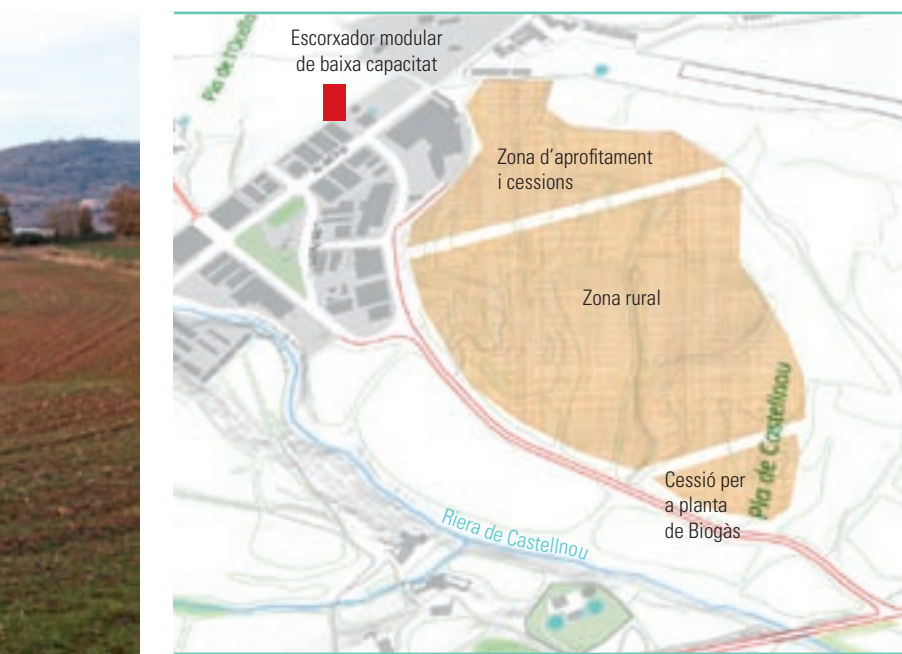 Escorxador modular
de baixa capacitat
Pla de
Zona d'aprofitament
i cessions
Zona rural
Pla de Castellnou
Cessió per
a planta
de Biogàs
Riera de Castellnou